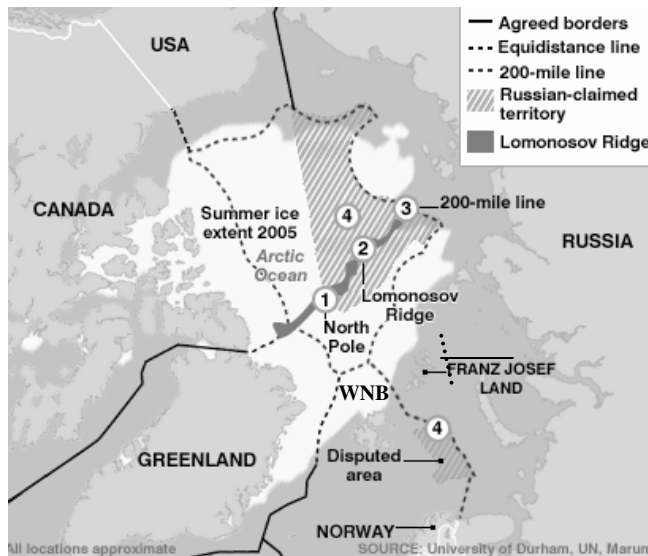 USA
Agreed borders
Equidistance line
200-mile line
Russian-claimed
territory
Lomonosov Ridge
CANADA
Summer ice
extent 2005
Arctic
Ocean
4
3
200-mile line
2
RUSSIA
Lomonosov
Ridge
1
North
Pole
WNB
FRANZ JOSEF
LAND
4
GREENLAND
Disputed
area
NORWAY
All locations approximate
SOURCE: University of Durham, UN, Marum